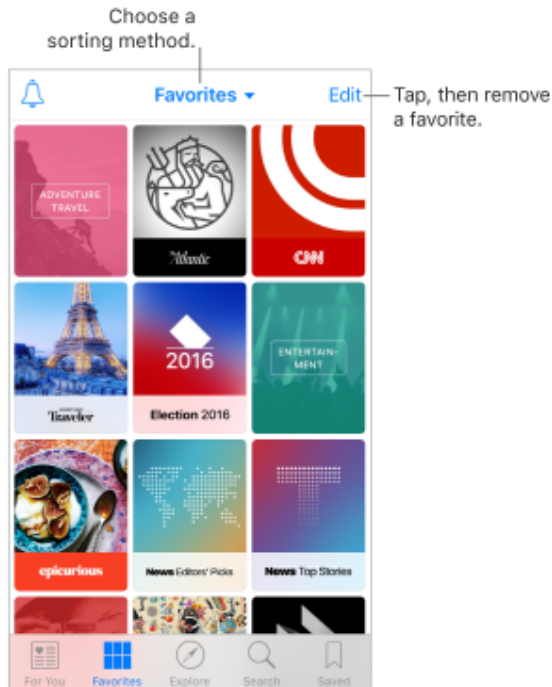 Choose a
sorting method.
Favorites
Edit
Tap, then remove
a favorite.
ADVENTURE
TRAVEL
Atlantic
CNN
Traveler
2016
Election 2016
ENTERTAIN-
MENT
epicurious
News Editors' Picks
News Top Stories
For You
Favorites
Explore
Search
Saved